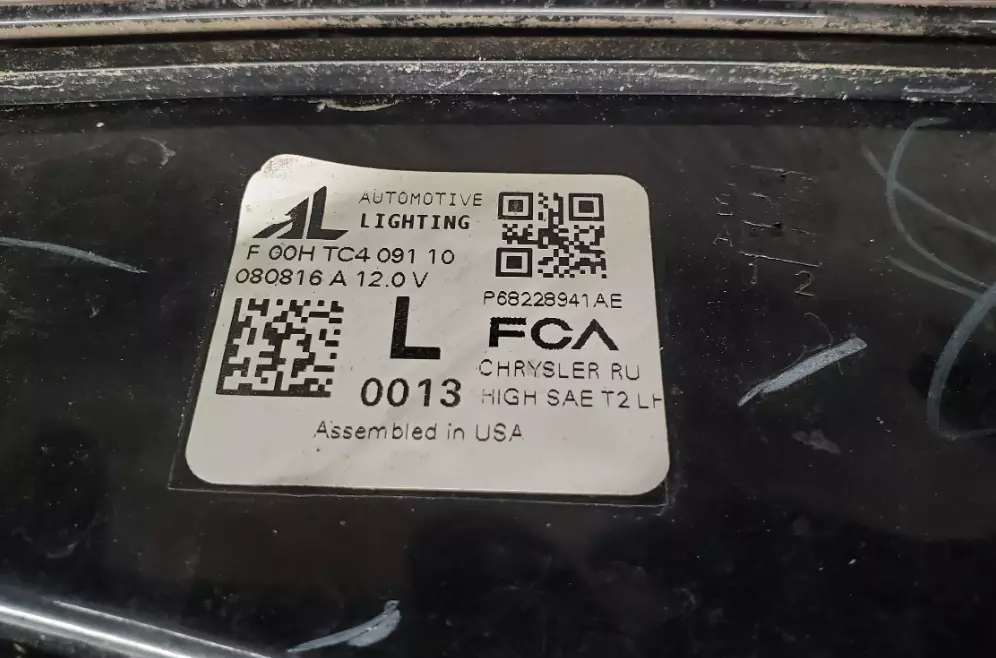 AL AUTOMOTIVE
LIGHTING
F 00H TC4 091 10
080816 A 12.0 V
P68228941AE
L
FCA
CHRYSLER RU
0013
HIGH SAE T2 LH
Assembled in USA